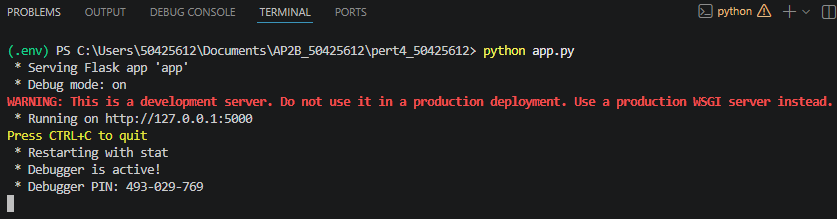 PROBLEMS OUTPUT DEBUG CONSOLE TERMINAL PORTS python
(.env) PS C:\Users\50425612\Documents\AP2B_50425612\pert4_50425612> python app.py
* Serving Flask app 'app'
* Debug mode: on
WARNING: This is a development server. Do not use it in a production deployment. Use a production WSGI server instead.
* Running on http://127.0.0.1:5000
Press CTRL+C to quit
* Restarting with stat
* Debugger is active!
* Debugger PIN: 493-029-769